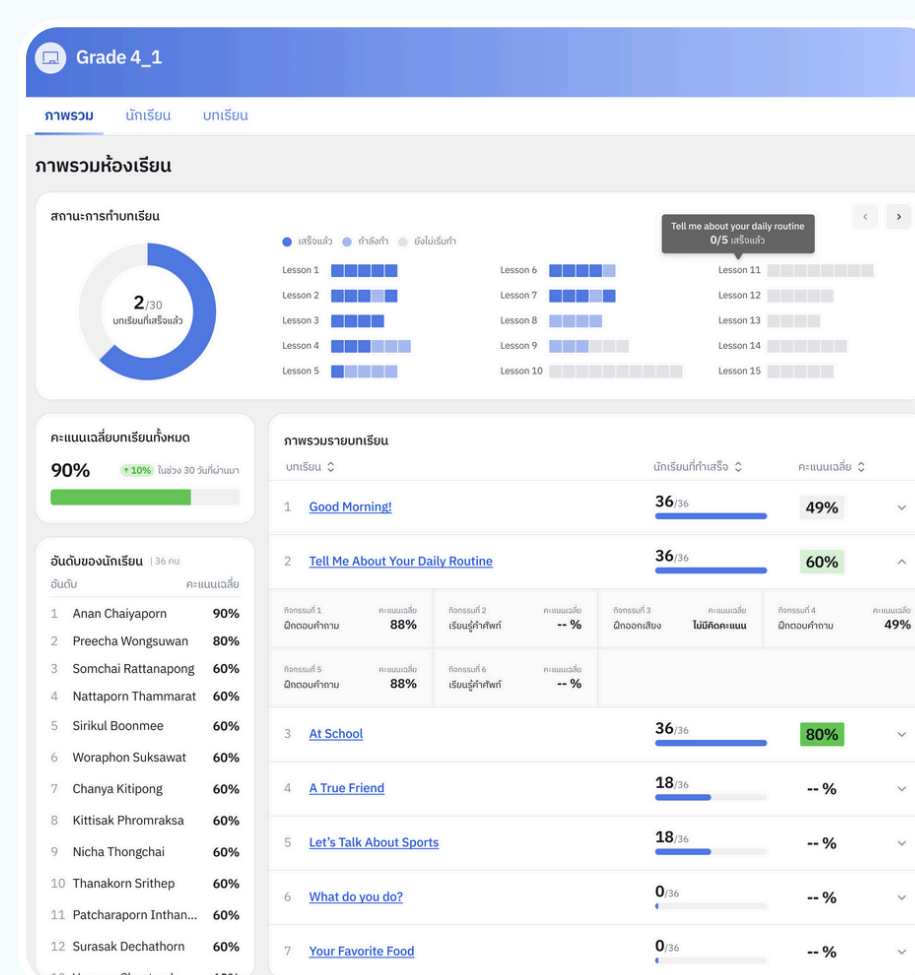 Grade 4_1
ภาพรวม นักเรียน บทเรียน
ภาพรวมห้องเรียน
สถานะการทำบทเรียน
2/30
บทเรียนที่เสร็จแล้ว
เสร็จแล้ว กำลังทำ ยังไม่เริ่มทำ
Tell me about your daily routine
0/5 เสร็จแล้ว
Lesson 1 Lesson 6 Lesson 11
Lesson 2 Lesson 7 Lesson 12
Lesson 3 Lesson 8 Lesson 13
Lesson 4 Lesson 9 Lesson 14
Lesson 5 Lesson 10 Lesson 15
คะแนนเฉลี่ยบทเรียนทั้งหมด
90% ↑10% ในช่วง 30 วันที่ผ่านมา
อันดับของนักเรียน | 36 คน
อันดับ คะแนนเฉลี่ย
1 Anan Chaiyaporn 90%
2 Preecha Wongsuwan 80%
3 Somchai Rattanapong 60%
4 Nattaporn Thammarat 60%
5 Sirikul Boonmee 60%
6 Woraphon Suksawat 60%
7 Chanya Kitipong 60%
8 Kittisak Phromraksa 60%
9 Nicha Thongchai 60%
10 Thanakorn Srithep 60%
11 Patcharaporn Inthan... 60%
12 Surasak Dechathorn 60%
ภาพรวมรายบทเรียน
บทเรียน นักเรียนที่ทำเสร็จ คะแนนเฉลี่ย
1 Good Morning! 36/36 49%
2 Tell Me About Your Daily Routine 36/36 60%
กิจกรรมที่ 1 คะแนนเฉลี่ย กิจกรรมที่ 2 คะแนนเฉลี่ย กิจกรรมที่ 3 คะแนนเฉลี่ย กิจกรรมที่ 4 คะแนนเฉลี่ย
ฝึกตอบคำถาม 88% เรียนรู้คำศัพท์ -- % ฝึกออกเสียง ไม่มีคิดคะแนน ฝึกตอบคำถาม 49%
กิจกรรมที่ 5 คะแนนเฉลี่ย กิจกรรมที่ 6 คะแนนเฉลี่ย
ฝึกตอบคำถาม 88% เรียนรู้คำศัพท์ -- %
3 At School 36/36 80%
4 A True Friend 18/36 -- %
5 Let's Talk About Sports 18/36 -- %
6 What do you do? 0/36 -- %
7 Your Favorite Food 0/36 -- %